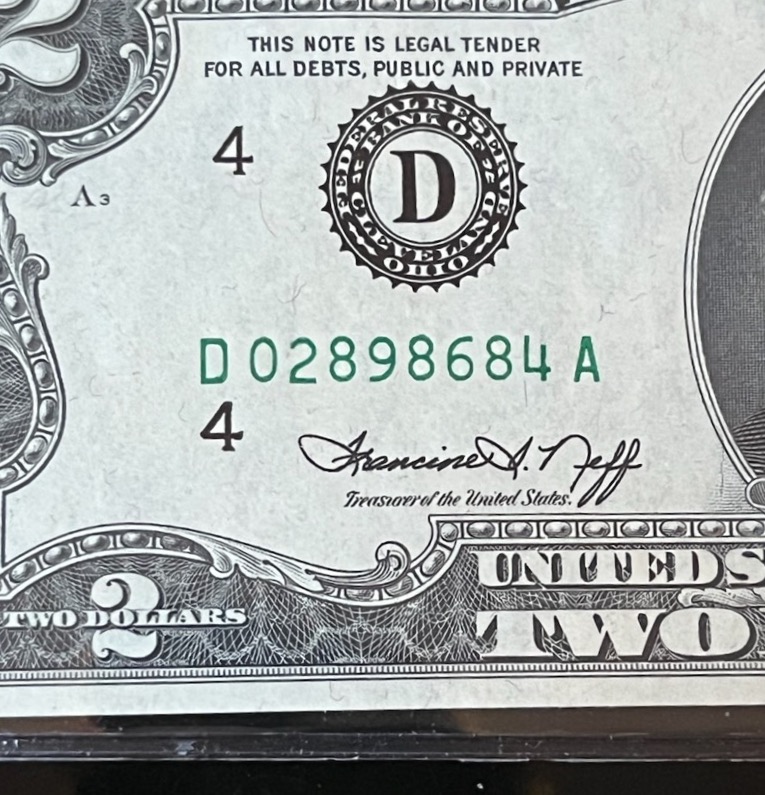 2
THIS NOTE IS LEGAL TENDER
FOR ALL DEBTS, PUBLIC AND PRIVATE
4
FEDERAL RESERVE
BANK OF
D
CLEVELAND
OHIO
A3
D 02898684 A
4
Francine I. Neff
Treasurer of the United States.
UNITED S
TWO DOLLARS
2
TWO